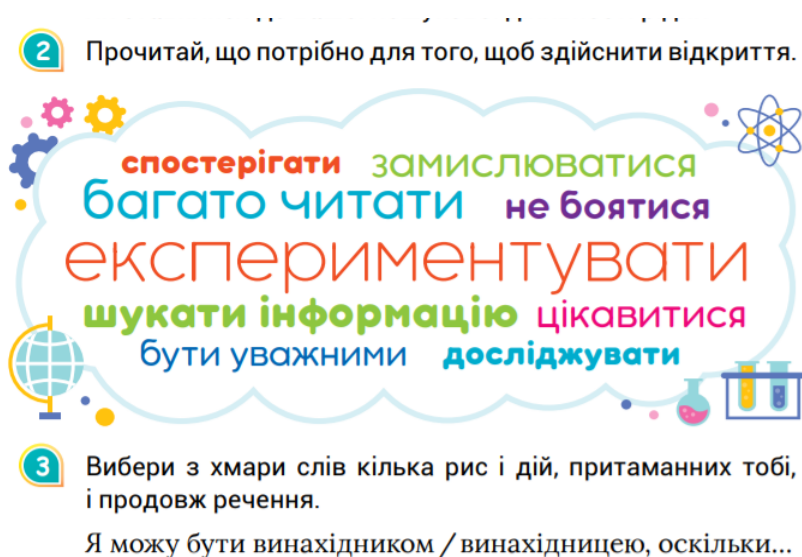 2 Прочитай, що потрібно для того, щоб здійснити відкриття.
спостерігати замислюватися
багато читати не боятися
експериментувати
шукати інформацію цікавитися
бути уважними досліджувати
3 Вибери з хмари слів кілька рис і дій, притаманних тобі,
і продовж речення.
Я можу бути винахідником / винахідницею, оскільки...